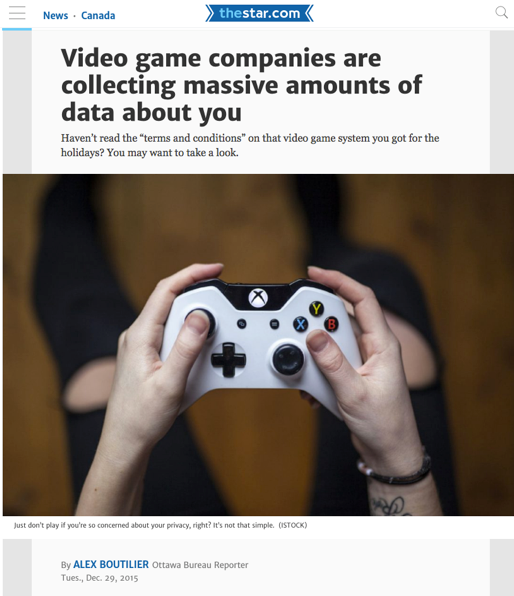 News · Canada
thestar.com
Video game companies are
collecting massive amounts of
data about you
Haven't read the “terms and conditions” on that video game system you got for the
holidays? You may want to take a look.
Y
X
B
Just don't play if you're so concerned about your privacy, right? It's not that simple. (ISTOCK)
By ALEX BOUTILIER Ottawa Bureau Reporter
Tues., Dec. 29, 2015